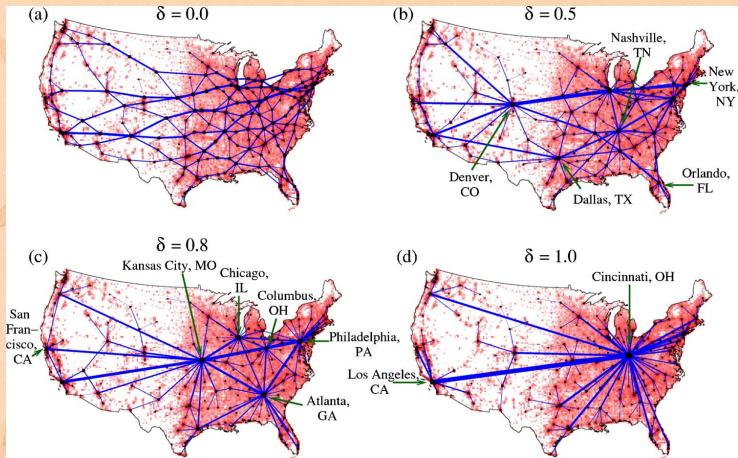 (a)
δ = 0.0
(b)
δ = 0.5
Nashville,
TN
New
York,
NY
Denver,
CO
Dallas, TX
Orlando,
FL
(c)
δ = 0.8
Kansas City, MO
Chicago,
IL
Columbus,
OH
San
Fran–
cisco,
CA
Philadelphia,
PA
Atlanta,
GA
(d)
δ = 1.0
Cincinnati, OH
Los Angeles,
CA